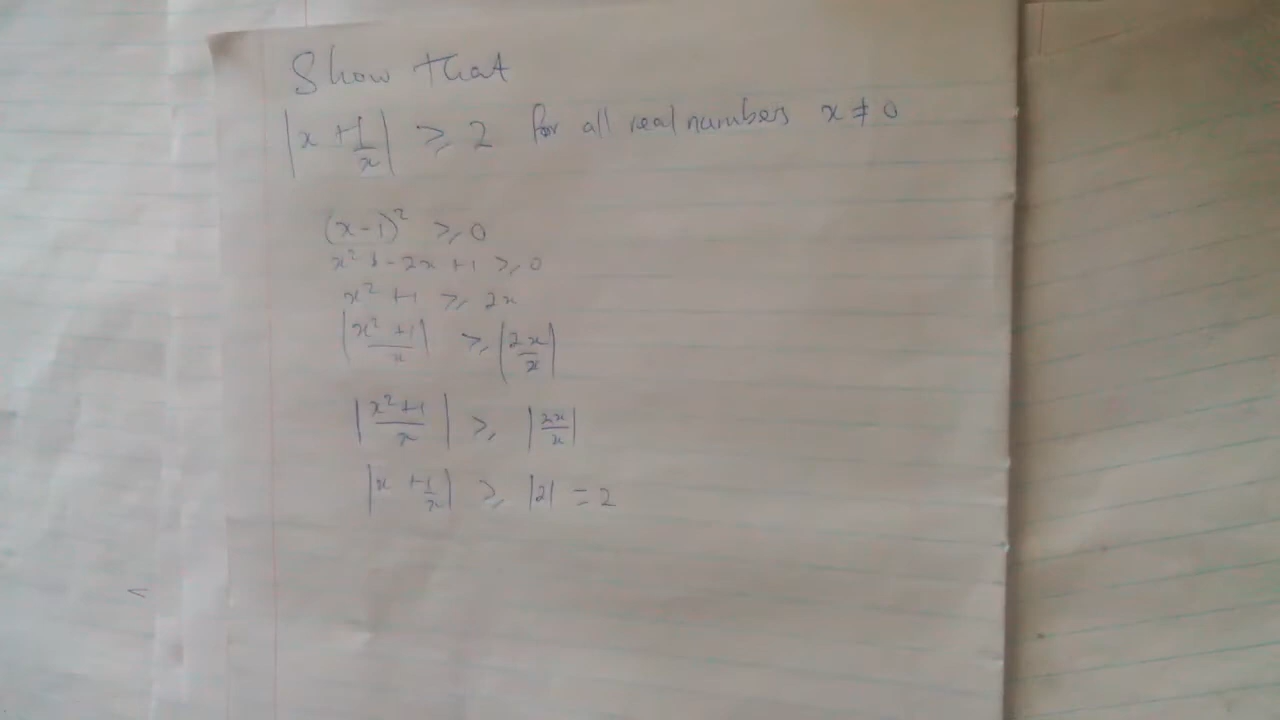 Show that
|x + 1/x| ≥ 2 for all real numbers x ≠ 0
(x-1)² ≥ 0
x² - 2x + 1 ≥ 0
x² + 1 ≥ 2x
|x² + 1 / x| ≥ |2x / x|
|x² + 1 / x| ≥ |2x / x|
|x + 1/x| ≥ |2| = 2
<